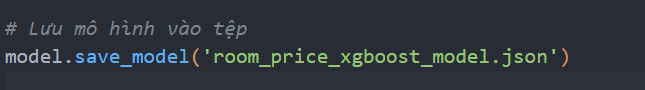 # Lưu mô hình vào tệp
model.save_model('room_price_xgboost_model.json')